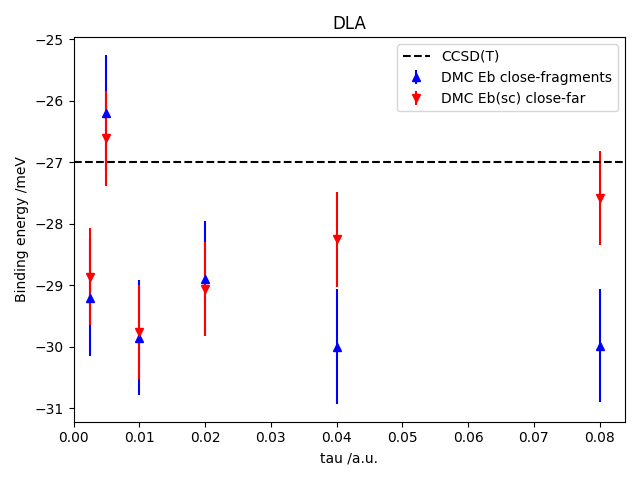 DLA
CCSD(T)
DMC Eb close-fragments
DMC Eb(sc) close-far
Binding energy /meV
−25
−26
−27
−28
−29
−30
−31
0.00 0.01 0.02 0.03 0.04 0.05 0.06 0.07 0.08
tau /a.u.